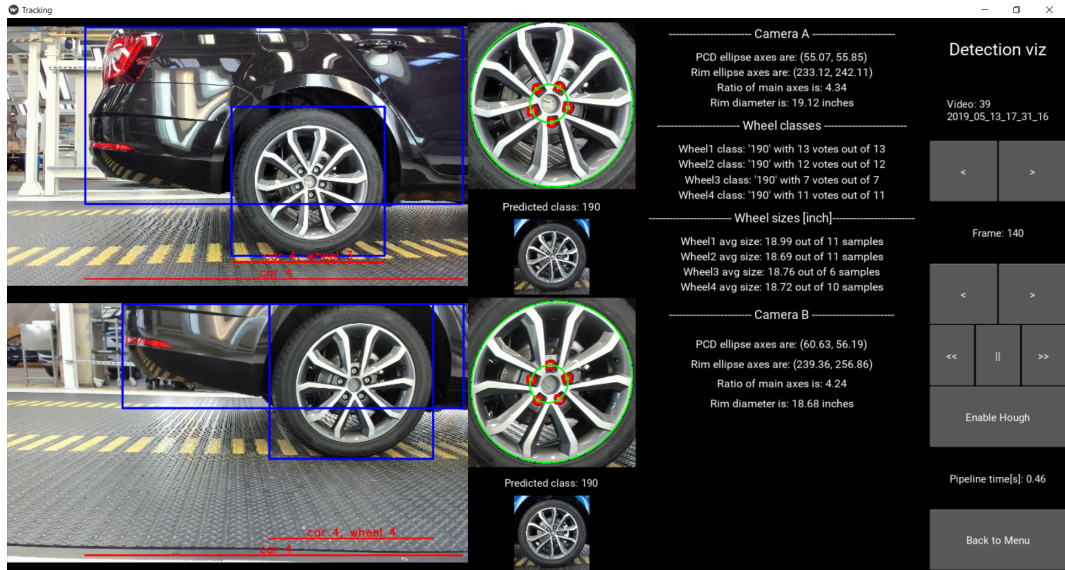 Tracking
car 4, wheel 3
car 4
car 4, wheel 4
car 4
Predicted class: 190
Predicted class: 190
------------------------ Camera A ------------------------
PCD ellipse axes are: (55.07, 55.85)
Rim ellipse axes are: (233.12, 242.11)
Ratio of main axes is: 4.34
Rim diameter is: 19.12 inches
------------------------ Wheel classes ------------------------
Wheel1 class: '190' with 13 votes out of 13
Wheel2 class: '190' with 12 votes out of 12
Wheel3 class: '190' with 7 votes out of 7
Wheel4 class: '190' with 11 votes out of 11
------------------------ Wheel sizes [inch]------------------------
Wheel1 avg size: 18.99 out of 11 samples
Wheel2 avg size: 18.69 out of 11 samples
Wheel3 avg size: 18.76 out of 6 samples
Wheel4 avg size: 18.72 out of 10 samples
------------------------ Camera B ------------------------
PCD ellipse axes are: (60.63, 56.19)
Rim ellipse axes are: (239.36, 256.86)
Ratio of main axes is: 4.24
Rim diameter is: 18.68 inches
Detection viz
Video: 39
2019_05_13_17_31_16
< >
Frame: 140
< >
<< || >>
Enable Hough
Pipeline time[s]: 0.46
Back to Menu